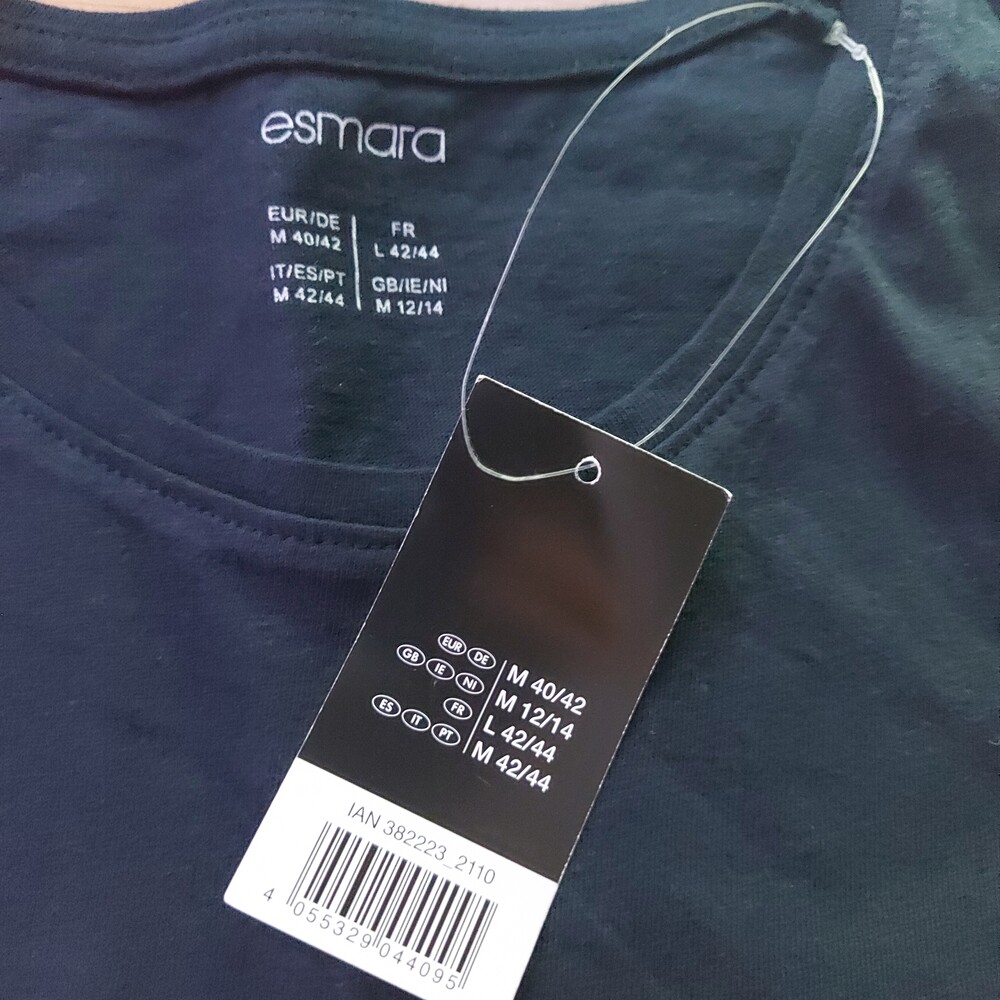 esmara
EUR/DE
M 40/42
FR
L 42/44
IT/ES/PT
M 42/44
GB/IE/NI
M 12/14
EUR DE M 40/42
GB IE NI M 12/14
FR L 42/44
ES IT PT M 42/44
IAN 382223_2110
4 055329 044095